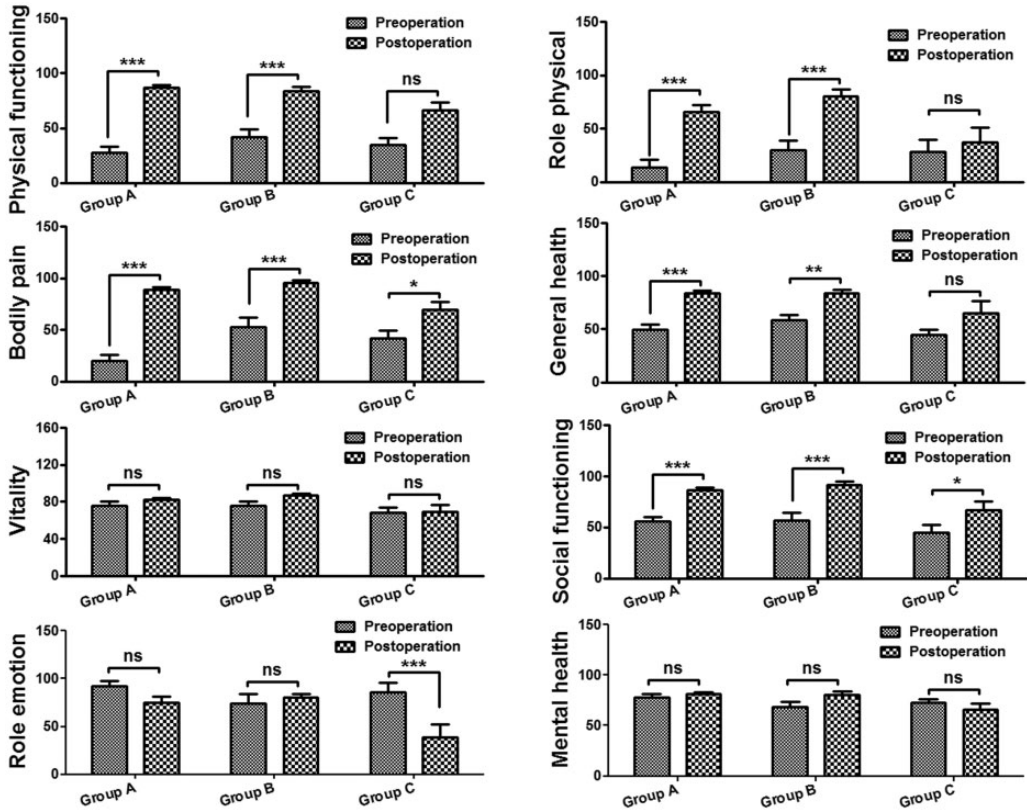 Physical functioning
150
100
50
0
Preoperation
Postoperation
***
***
ns
Group A
Group B
Group C
Role physical
150
100
50
0
Preoperation
Postoperation
***
***
ns
Group A
Group B
Group C
Bodily pain
150
100
50
0
Preoperation
Postoperation
***
***
*
Group A
Group B
Group C
General health
150
100
50
0
Preoperation
Postoperation
***
**
ns
Group A
Group B
Group C
Vitality
160
120
80
40
0
Preoperation
Postoperation
ns
ns
ns
Group A
Group B
Group C
Social functioning
150
100
50
0
Preoperation
Postoperation
***
***
*
Group A
Group B
Group C
Role emotion
150
100
50
0
Preoperation
Postoperation
ns
ns
***
Group A
Group B
Group C
Mental health
150
100
50
0
Preoperation
Postoperation
ns
ns
ns
Group A
Group B
Group C